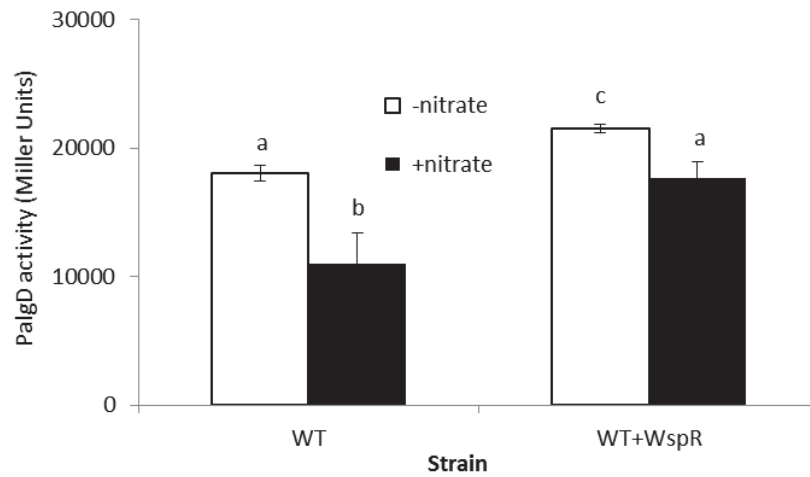 PalgD activity (Miller Units)
30000
20000
10000
0
-nitrate
+nitrate
a
b
c
a
WT
WT+WspR
Strain